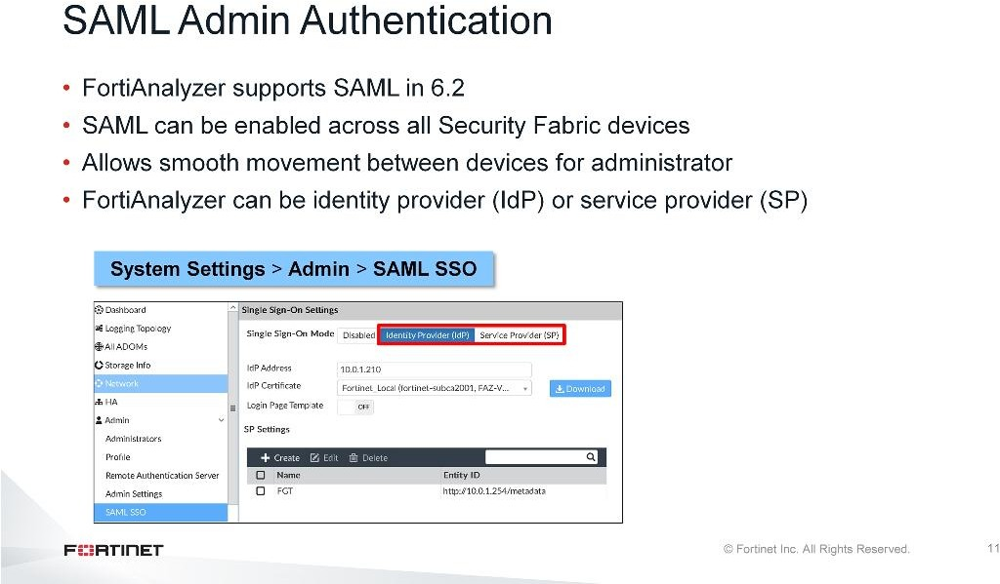 SAML Admin Authentication
• FortiAnalyzer supports SAML in 6.2
• SAML can be enabled across all Security Fabric devices
• Allows smooth movement between devices for administrator
• FortiAnalyzer can be identity provider (IdP) or service provider (SP)
System Settings > Admin > SAML SSO
Dashboard
Logging Topology
All ADOMs
Storage Info
Network
HA
Admin
Administrators
Profile
Remote Authentication Server
Admin Settings
SAML SSO
Single Sign-On Settings
Single Sign-On Mode Disabled Identity Provider (IdP) Service Provider (SP)
IdP Address 10.0.1.210
IdP Certificate Fortinet_Local (fortinet-subca2001, FAZ-V... Download
Login Page Template OFF
SP Settings
Create Edit Delete
Name Entity ID
FGT http://10.0.1.254/metadata
FORTINET
© Fortinet Inc. All Rights Reserved.
11